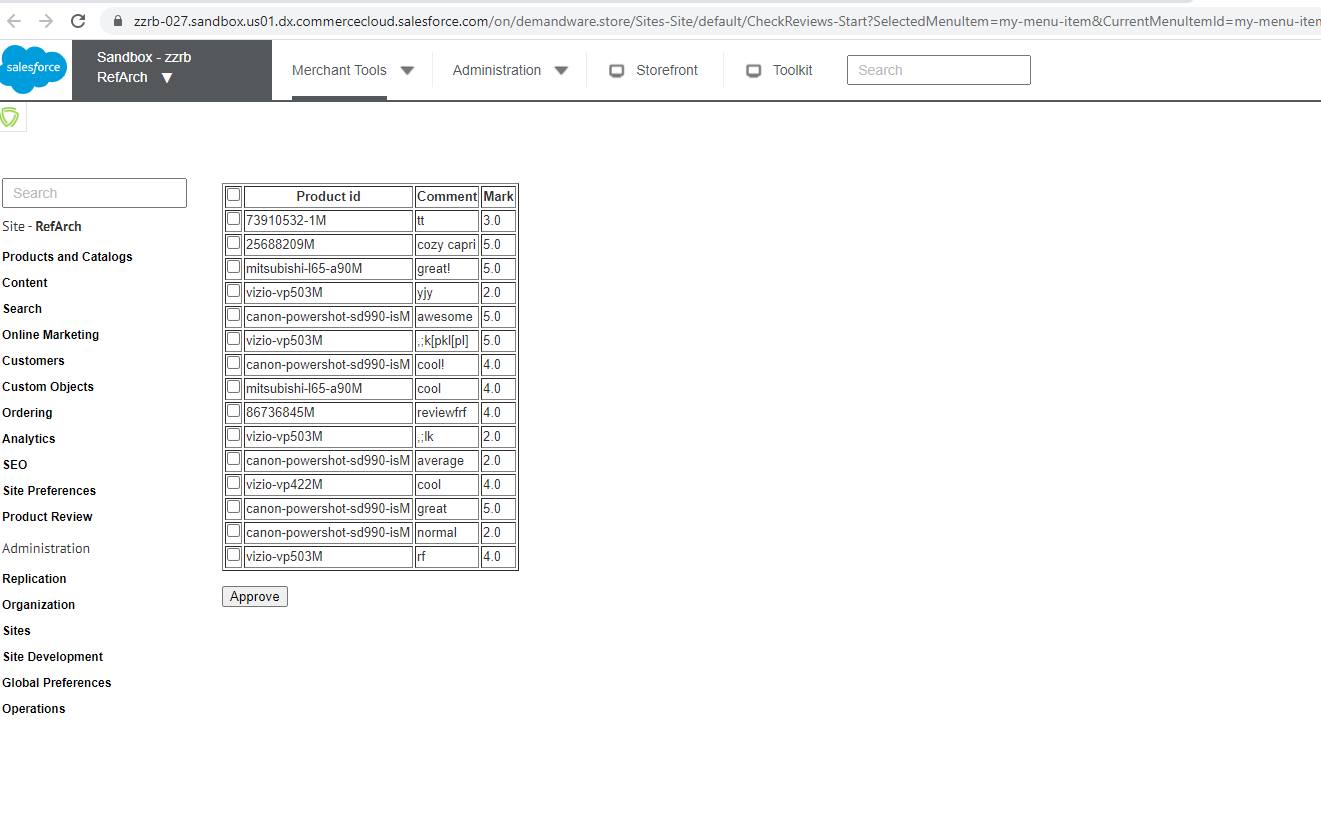 zzrb-027.sandbox.us01.dx.commercecloud.salesforce.com/on/demandware.store/Sites-Site/default/CheckReviews-Start?SelectedMenuItem=my-menu-item&CurrentMenuItemId=my-menu-item
salesforce
Sandbox - zzrb
RefArch ▼
Merchant Tools
Administration
Storefront
Toolkit
Search
Search
Site - RefArch
Products and Catalogs
Content
Search
Online Marketing
Customers
Custom Objects
Ordering
Analytics
SEO
Site Preferences
Product Review
Administration
Replication
Organization
Sites
Site Development
Global Preferences
Operations
Product id Comment Mark
73910532-1M tt 3.0
25688209M cozy capri 5.0
mitsubishi-l65-a90M great! 5.0
vizio-vp503M yjy 2.0
canon-powershot-sd990-isM awesome 5.0
vizio-vp503M ,;k[pkl[pl] 5.0
canon-powershot-sd990-isM cool! 4.0
mitsubishi-l65-a90M cool 4.0
86736845M reviewfrf 4.0
vizio-vp503M ,;lk 2.0
canon-powershot-sd990-isM average 2.0
vizio-vp422M cool 4.0
canon-powershot-sd990-isM great 5.0
canon-powershot-sd990-isM normal 2.0
vizio-vp503M rf 4.0
Approve